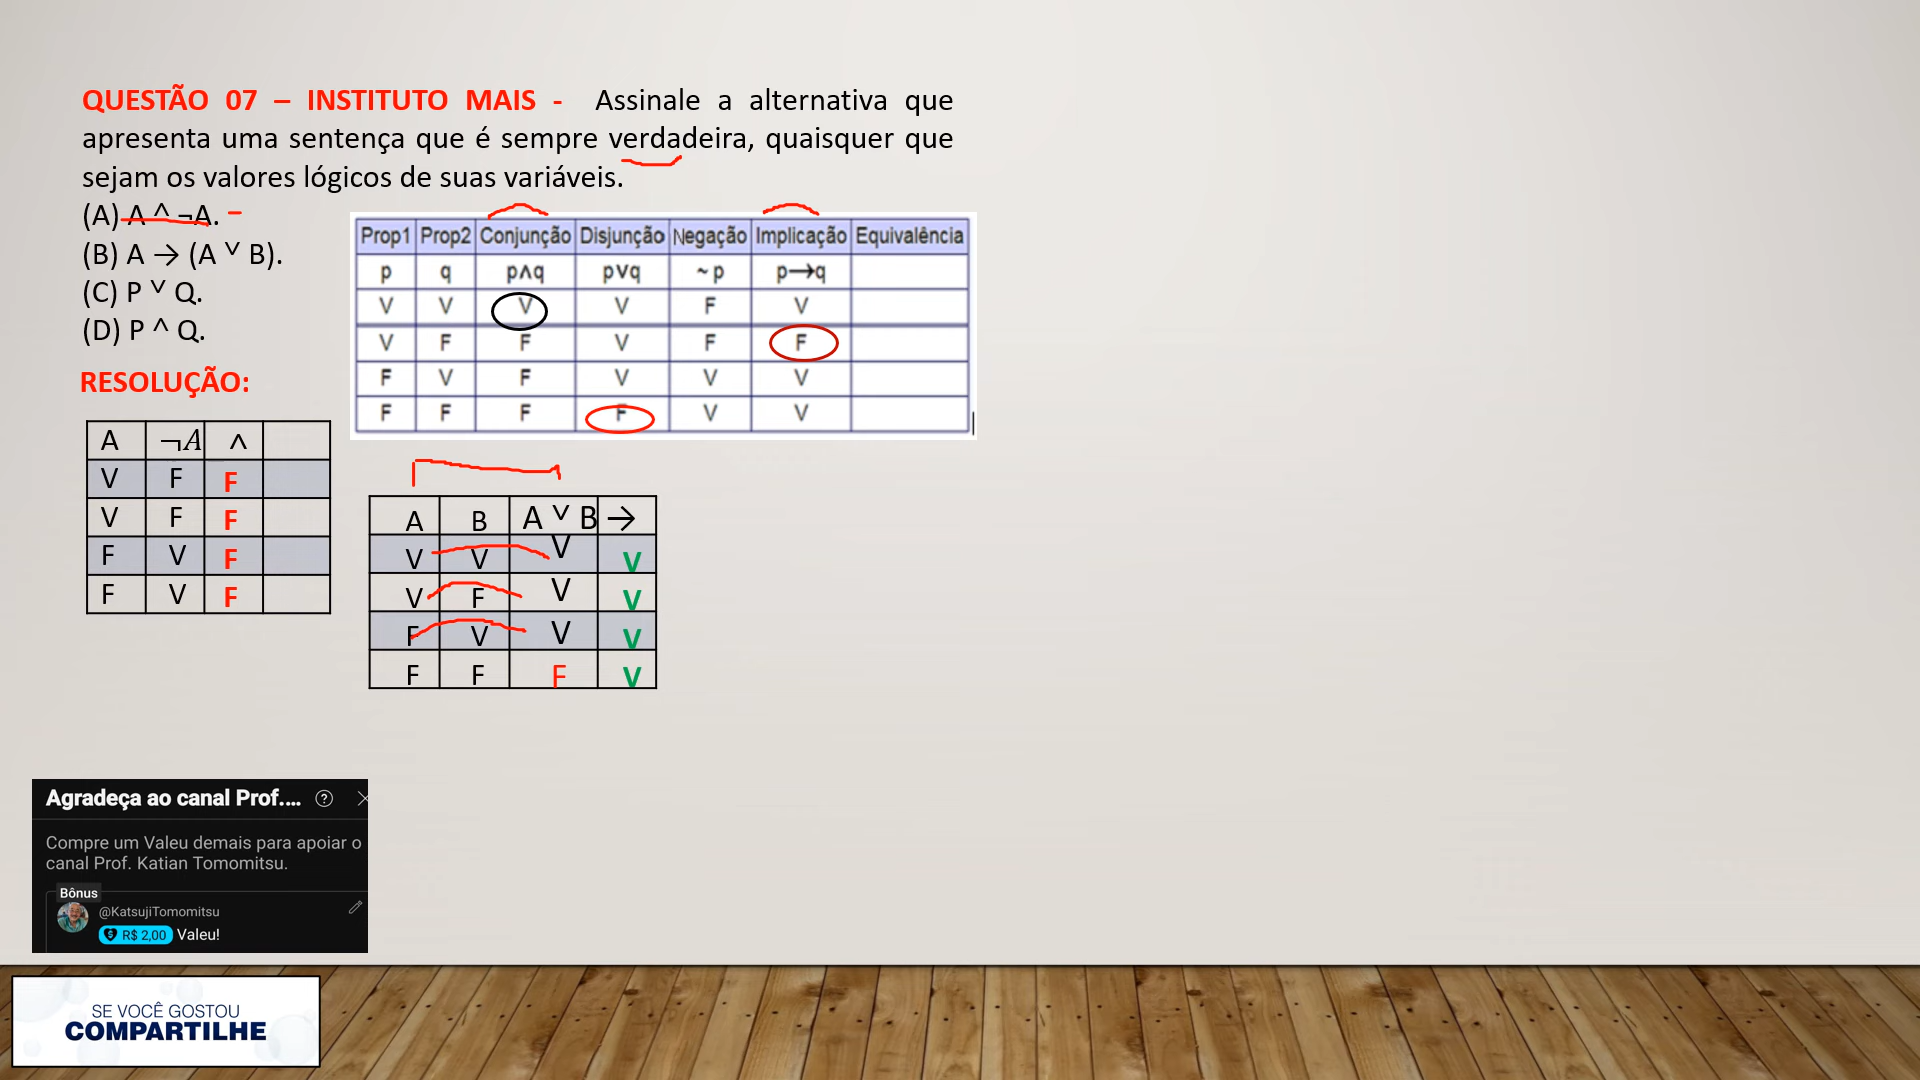 QUESTÃO 07 – INSTITUTO MAIS - Assinale a alternativa que
apresenta uma sentença que é sempre verdadeira, quaisquer que
sejam os valores lógicos de suas variáveis.
(A) A ^ ¬A.
(B) A → (A ˅ B).
(C) P ˅ Q.
(D) P ^ Q.
RESOLUÇÃO:
Prop1 Prop2 Conjunção Disjunção Negação Implicação Equivalência
p q p∧q p∨q ~p p→q
V V V V F V
V F F V F F
F V F V V V
F F F F V V
A ¬A ^
V F F
V F F
F V F
F V F
A B A ˅ B →
V V V V
V F V V
F V V V
F F F V
Agradeça ao canal Prof....
Compre um Valeu demais para apoiar o
canal Prof. Katian Tomomitsu.
Bônus
@KatsujiTomomitsu
R$ 2,00 Valeu!
SE VOCÊ GOSTOU
COMPARTILHE